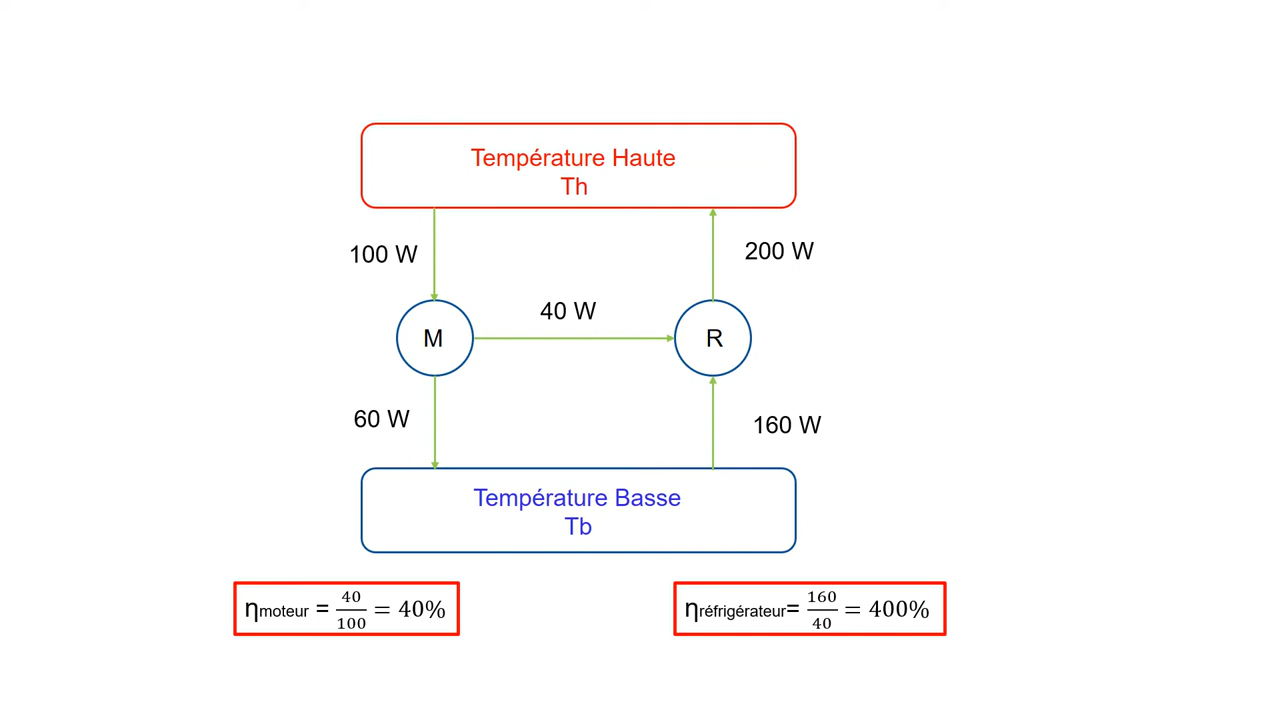 Température Haute
Th
100 W
200 W
40 W
M
R
60 W
160 W
Température Basse
Tb
ηmoteur = 40/100 = 40%
ηréfrigérateur= 160/40 = 400%